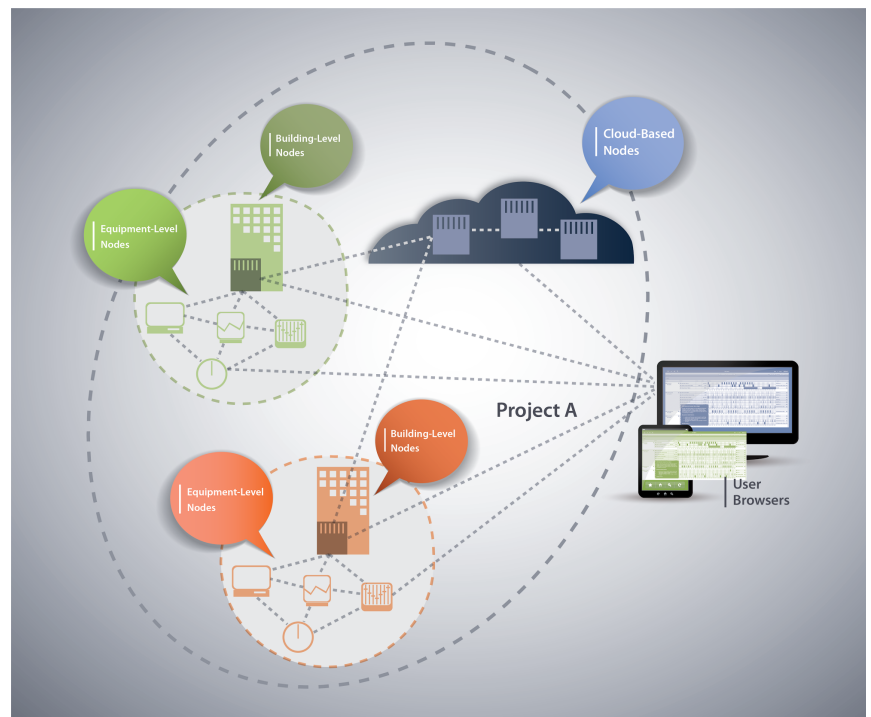 Building-Level
Nodes
Cloud-Based
Nodes
Equipment-Level
Nodes
Project A
Building-Level
Nodes
Equipment-Level
Nodes
User
Browsers